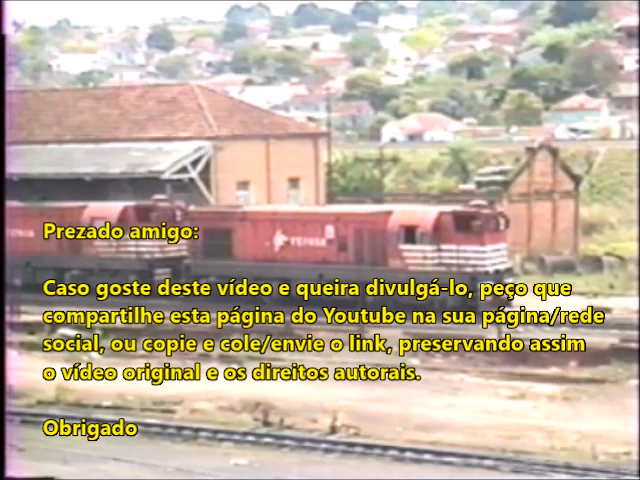 Prezado amigo:
Caso goste deste vídeo e queira divulgá-lo, peço que
compartilhe esta página do Youtube na sua página/rede
social, ou copie e cole/envie o link, preservando assim
o vídeo original e os direitos autorais.
Obrigado